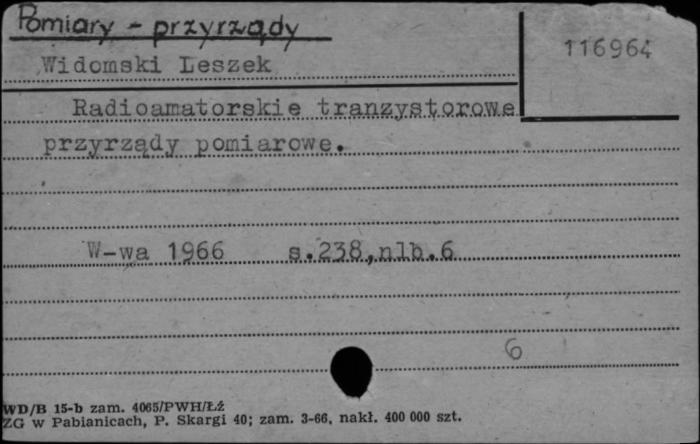 Pomiary - przyrządy
116964
Widomski Leszek
Radioamatorskie tranzystorowe
przyrządy pomiarowe.
W-wa 1966 s.238,nlb.6
6
WD/B 15-b zam. 4065/PWH/Łź
ZG w Pabianicach, P. Skargi 40; zam. 3-66, nakł. 400 000 szt.